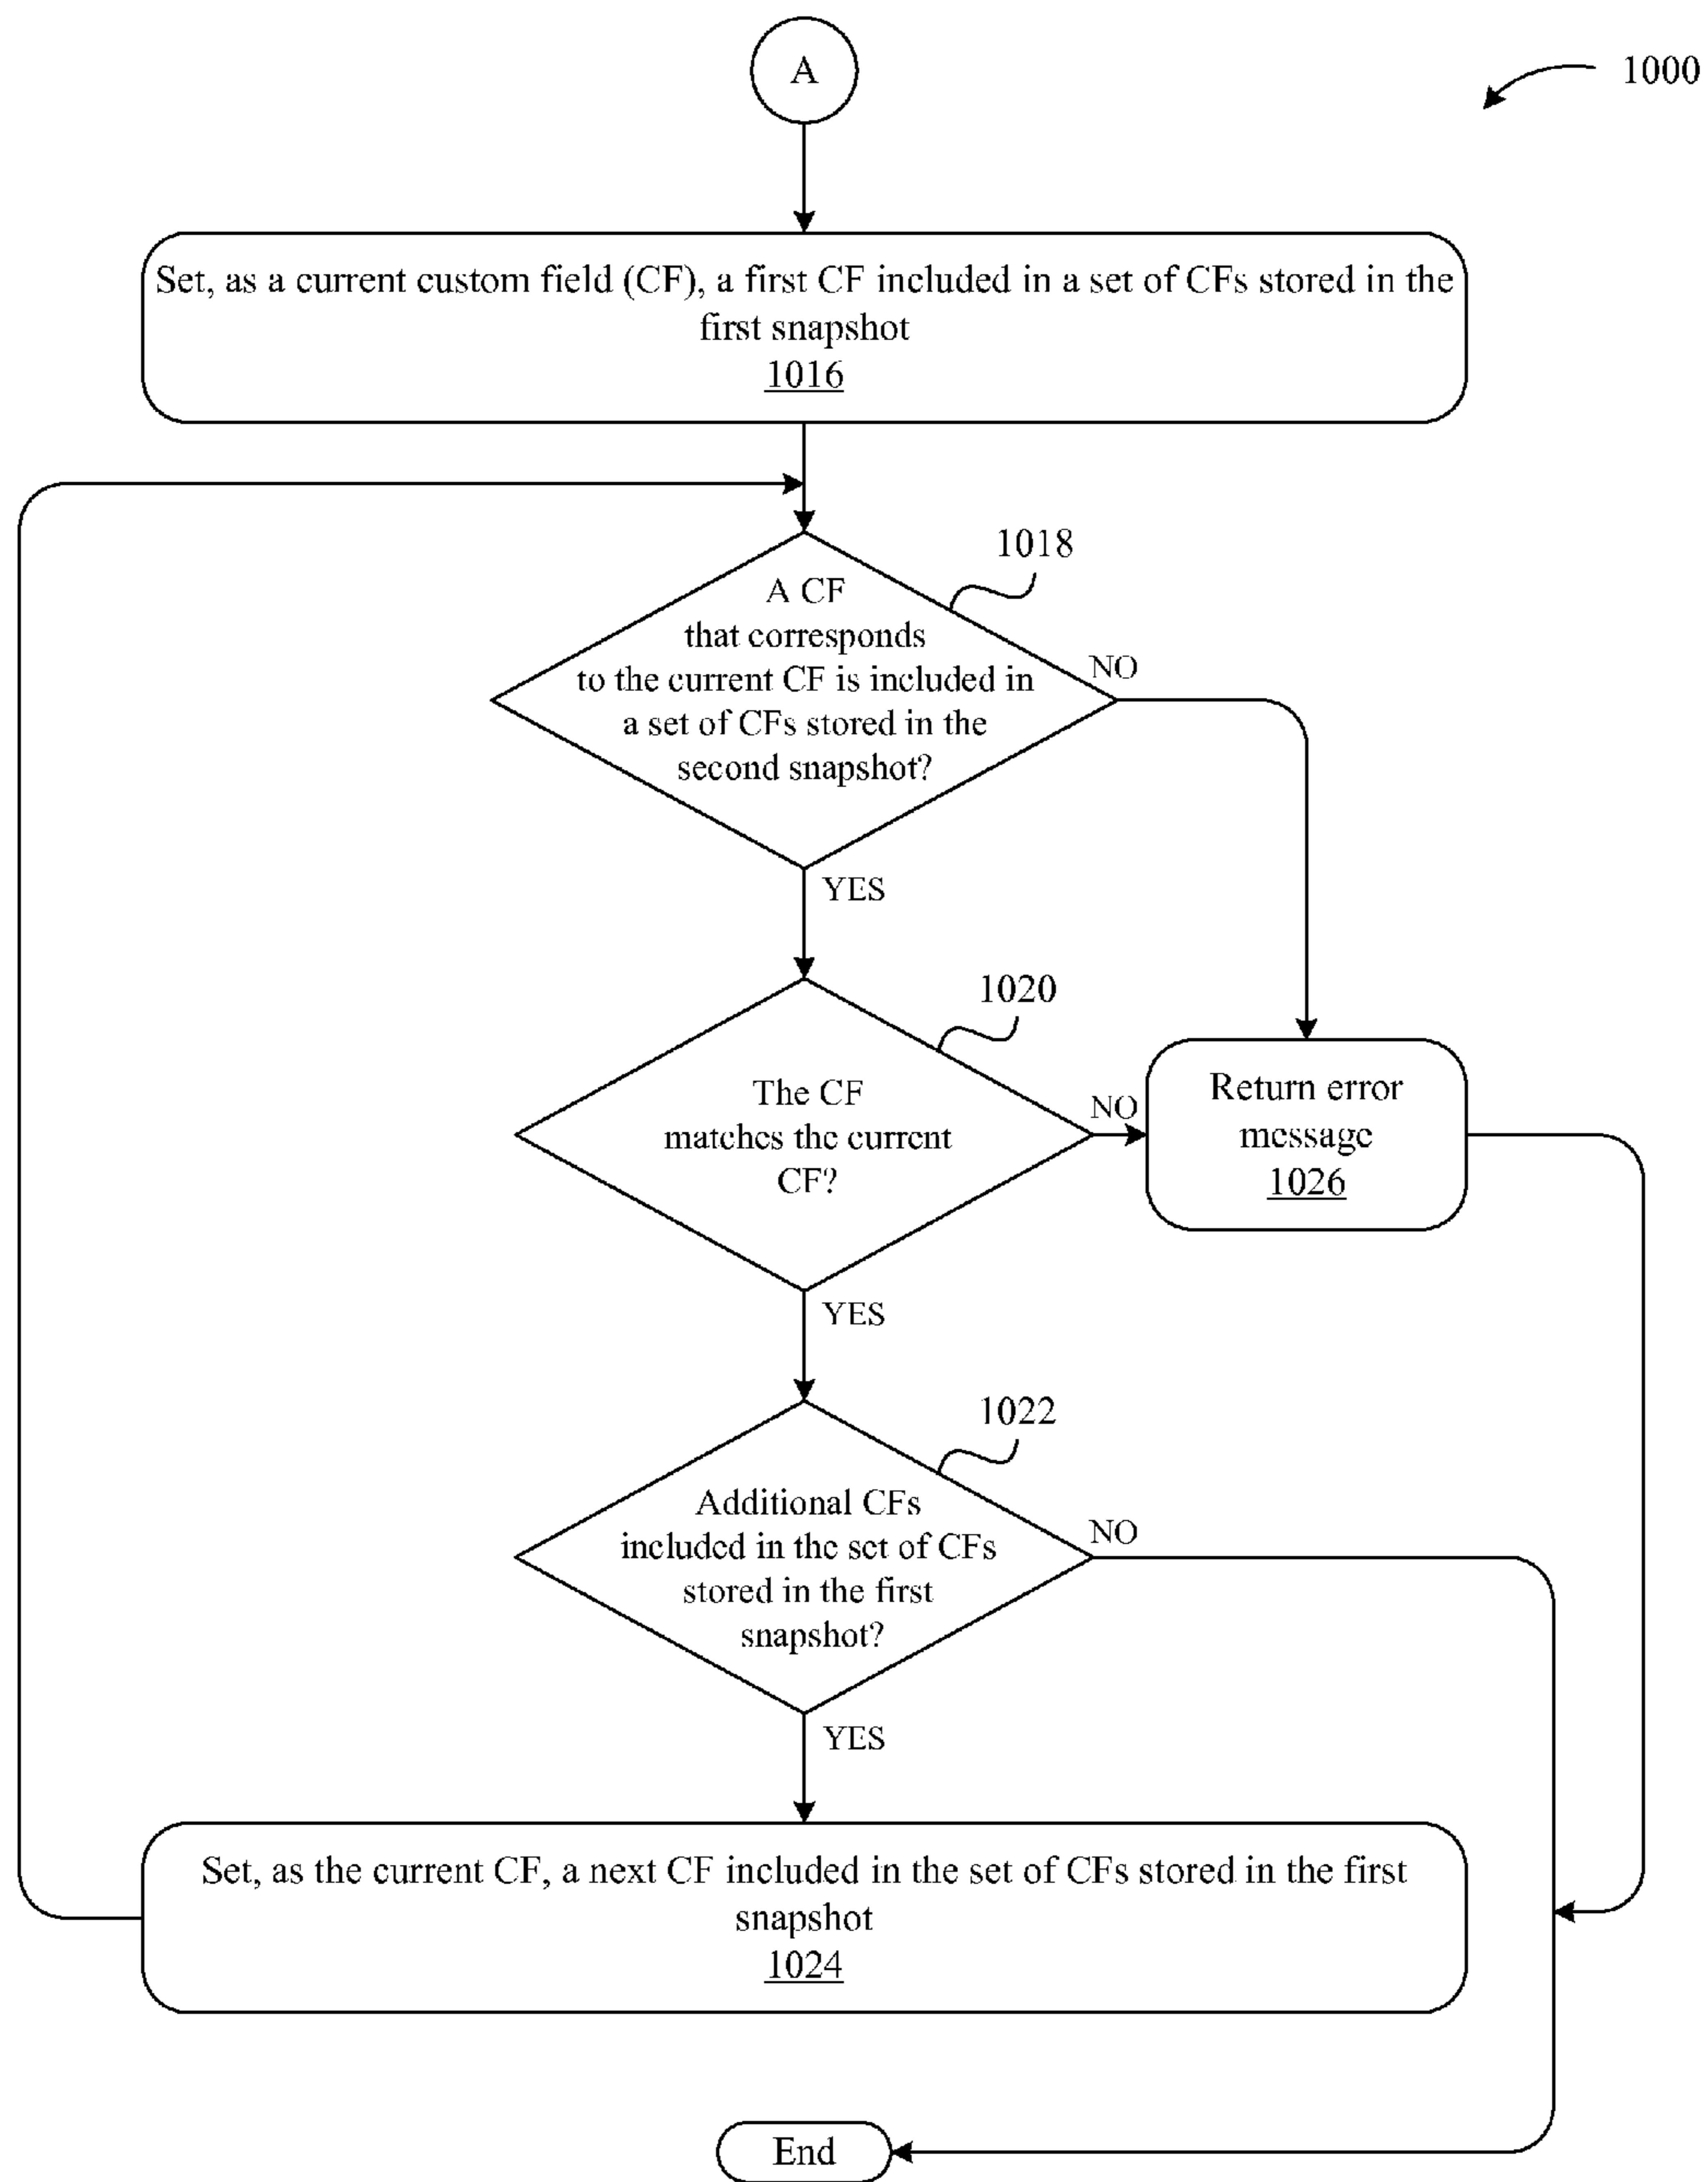 A
1000
Set, as a current custom field (CF), a first CF included in a set of CFs stored in the
first snapshot
1016
1018
A CF
that corresponds
to the current CF is included in
a set of CFs stored in the
second snapshot?
NO
YES
1020
The CF
matches the current
CF?
NO
Return error
message
1026
YES
1022
Additional CFs
included in the set of CFs
stored in the first
snapshot?
NO
YES
Set, as the current CF, a next CF included in the set of CFs stored in the first
snapshot
1024
End